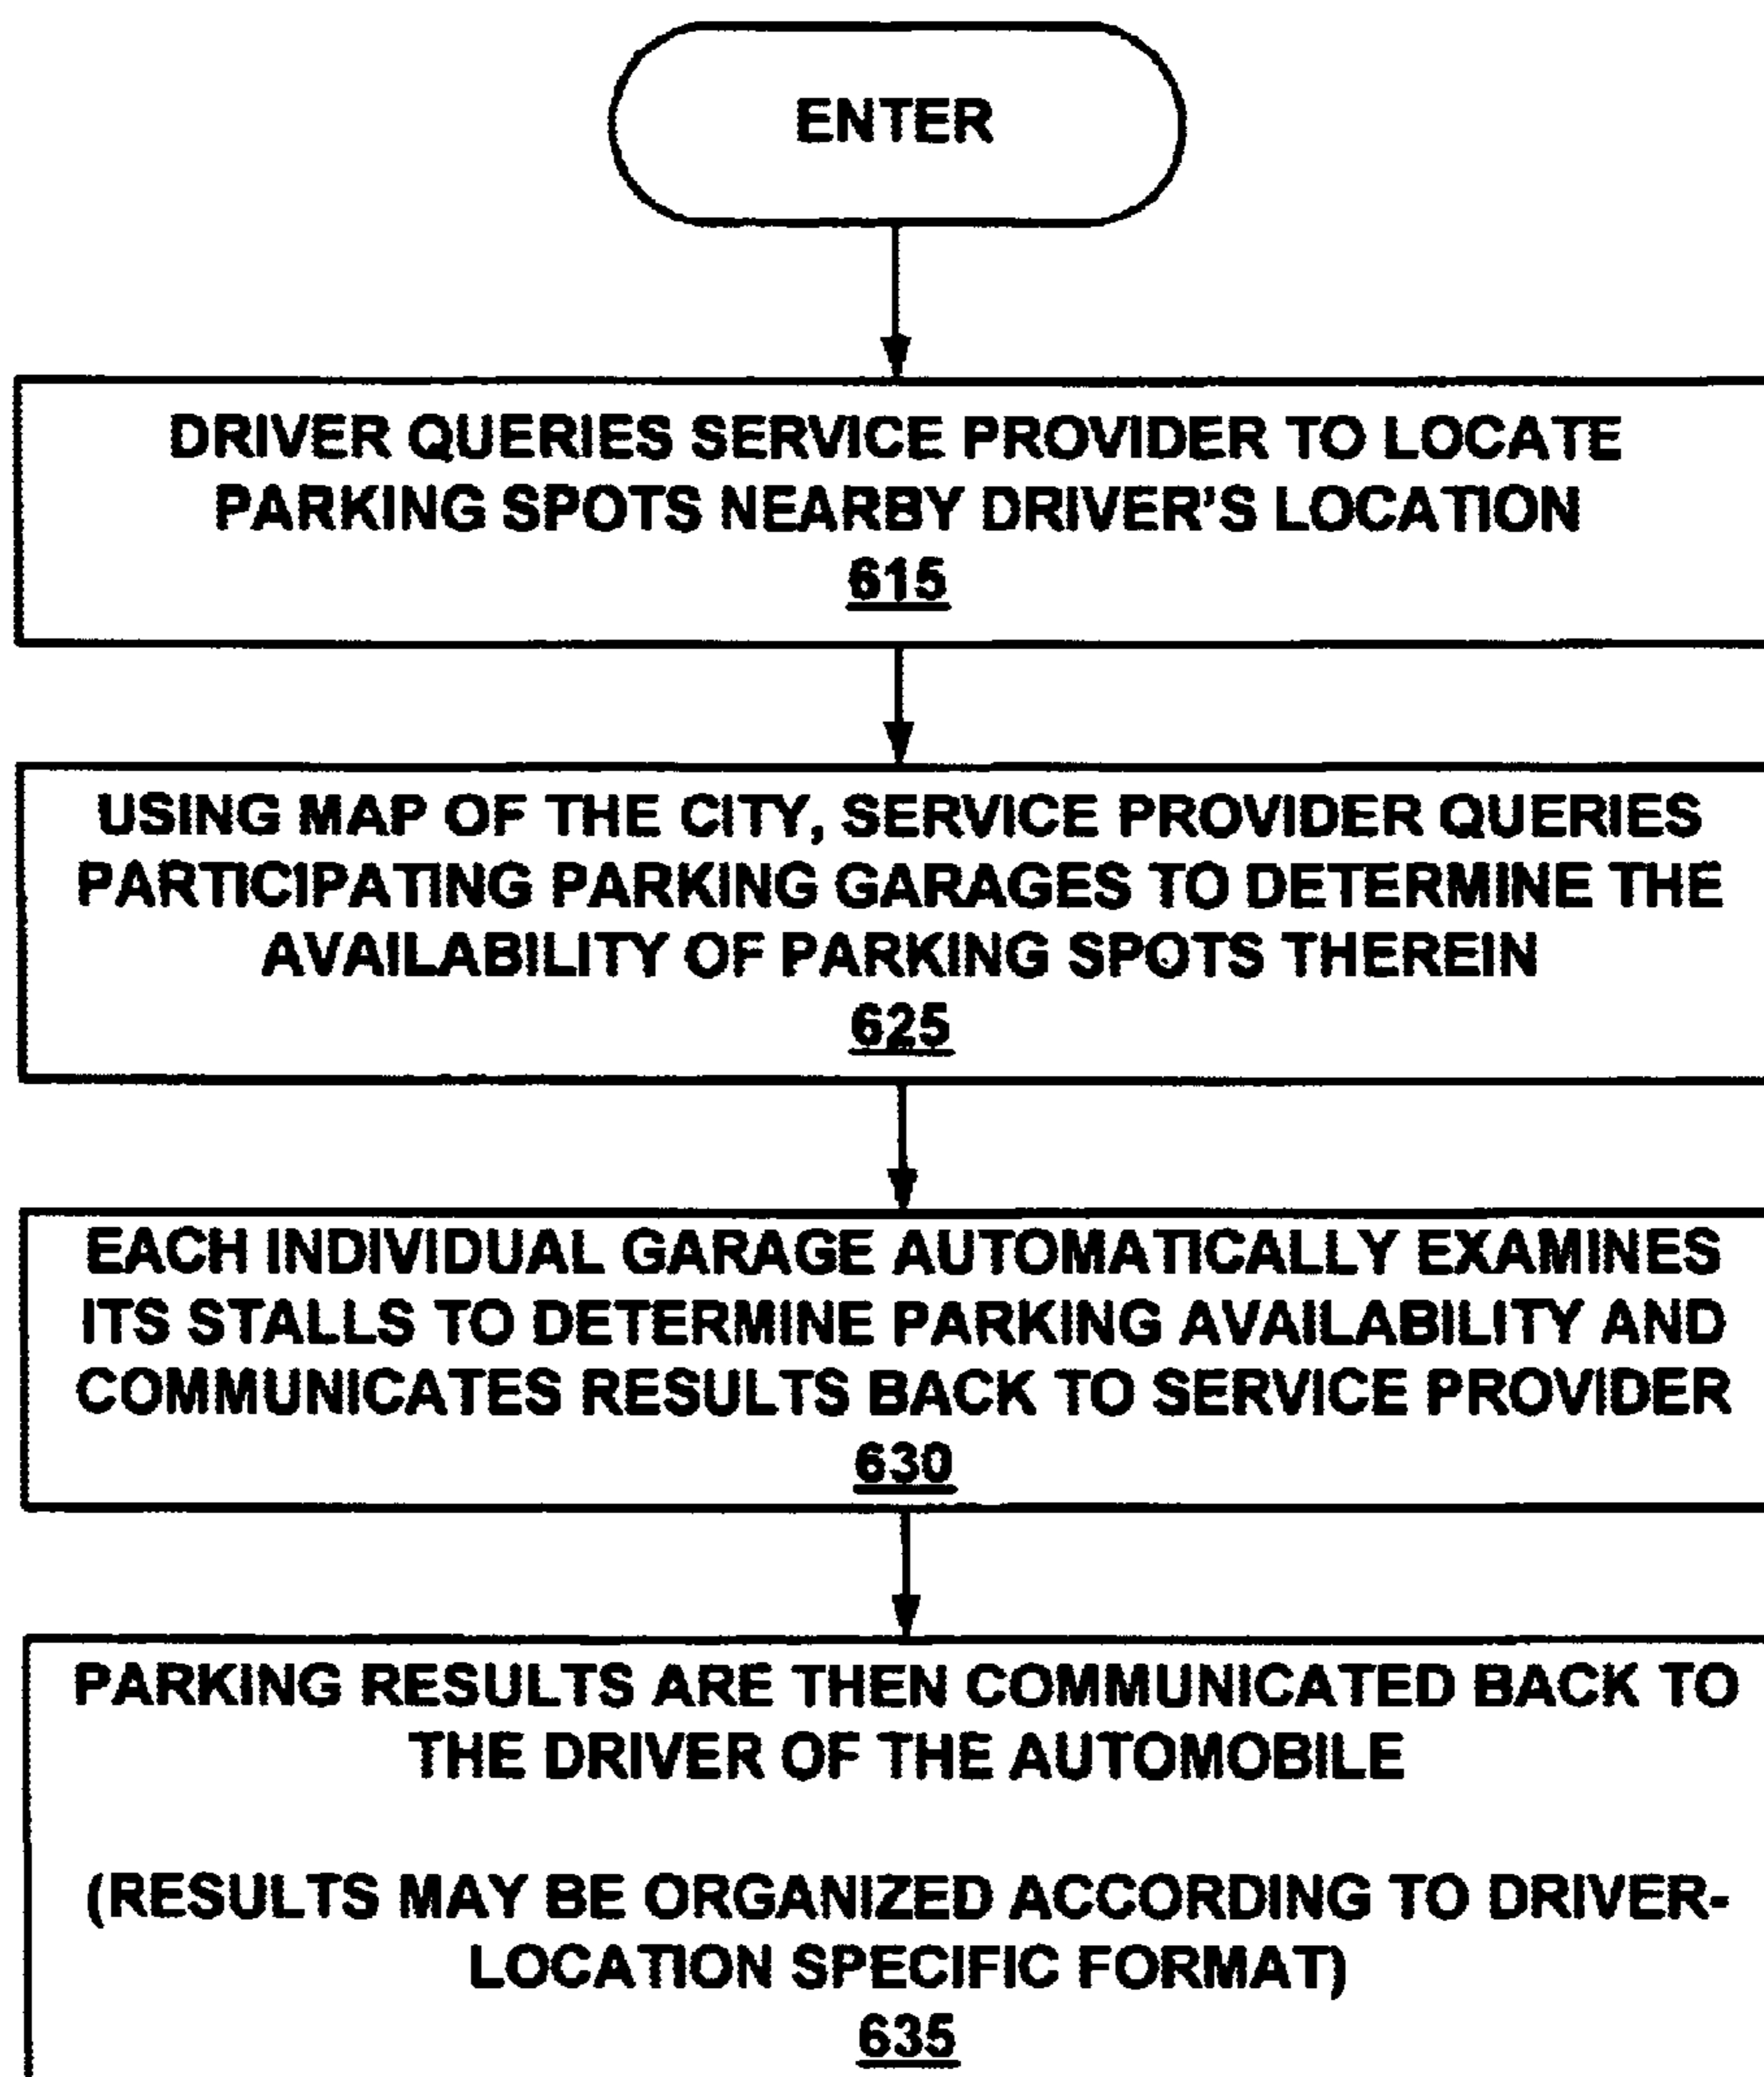 ENTER
DRIVER QUERIES SERVICE PROVIDER TO LOCATE
PARKING SPOTS NEARBY DRIVER'S LOCATION
615
USING MAP OF THE CITY, SERVICE PROVIDER QUERIES
PARTICIPATING PARKING GARAGES TO DETERMINE THE
AVAILABILITY OF PARKING SPOTS THEREIN
625
EACH INDIVIDUAL GARAGE AUTOMATICALLY EXAMINES
ITS STALLS TO DETERMINE PARKING AVAILABILITY AND
COMMUNICATES RESULTS BACK TO SERVICE PROVIDER
630
PARKING RESULTS ARE THEN COMMUNICATED BACK TO
THE DRIVER OF THE AUTOMOBILE
(RESULTS MAY BE ORGANIZED ACCORDING TO DRIVER-
LOCATION SPECIFIC FORMAT)
635